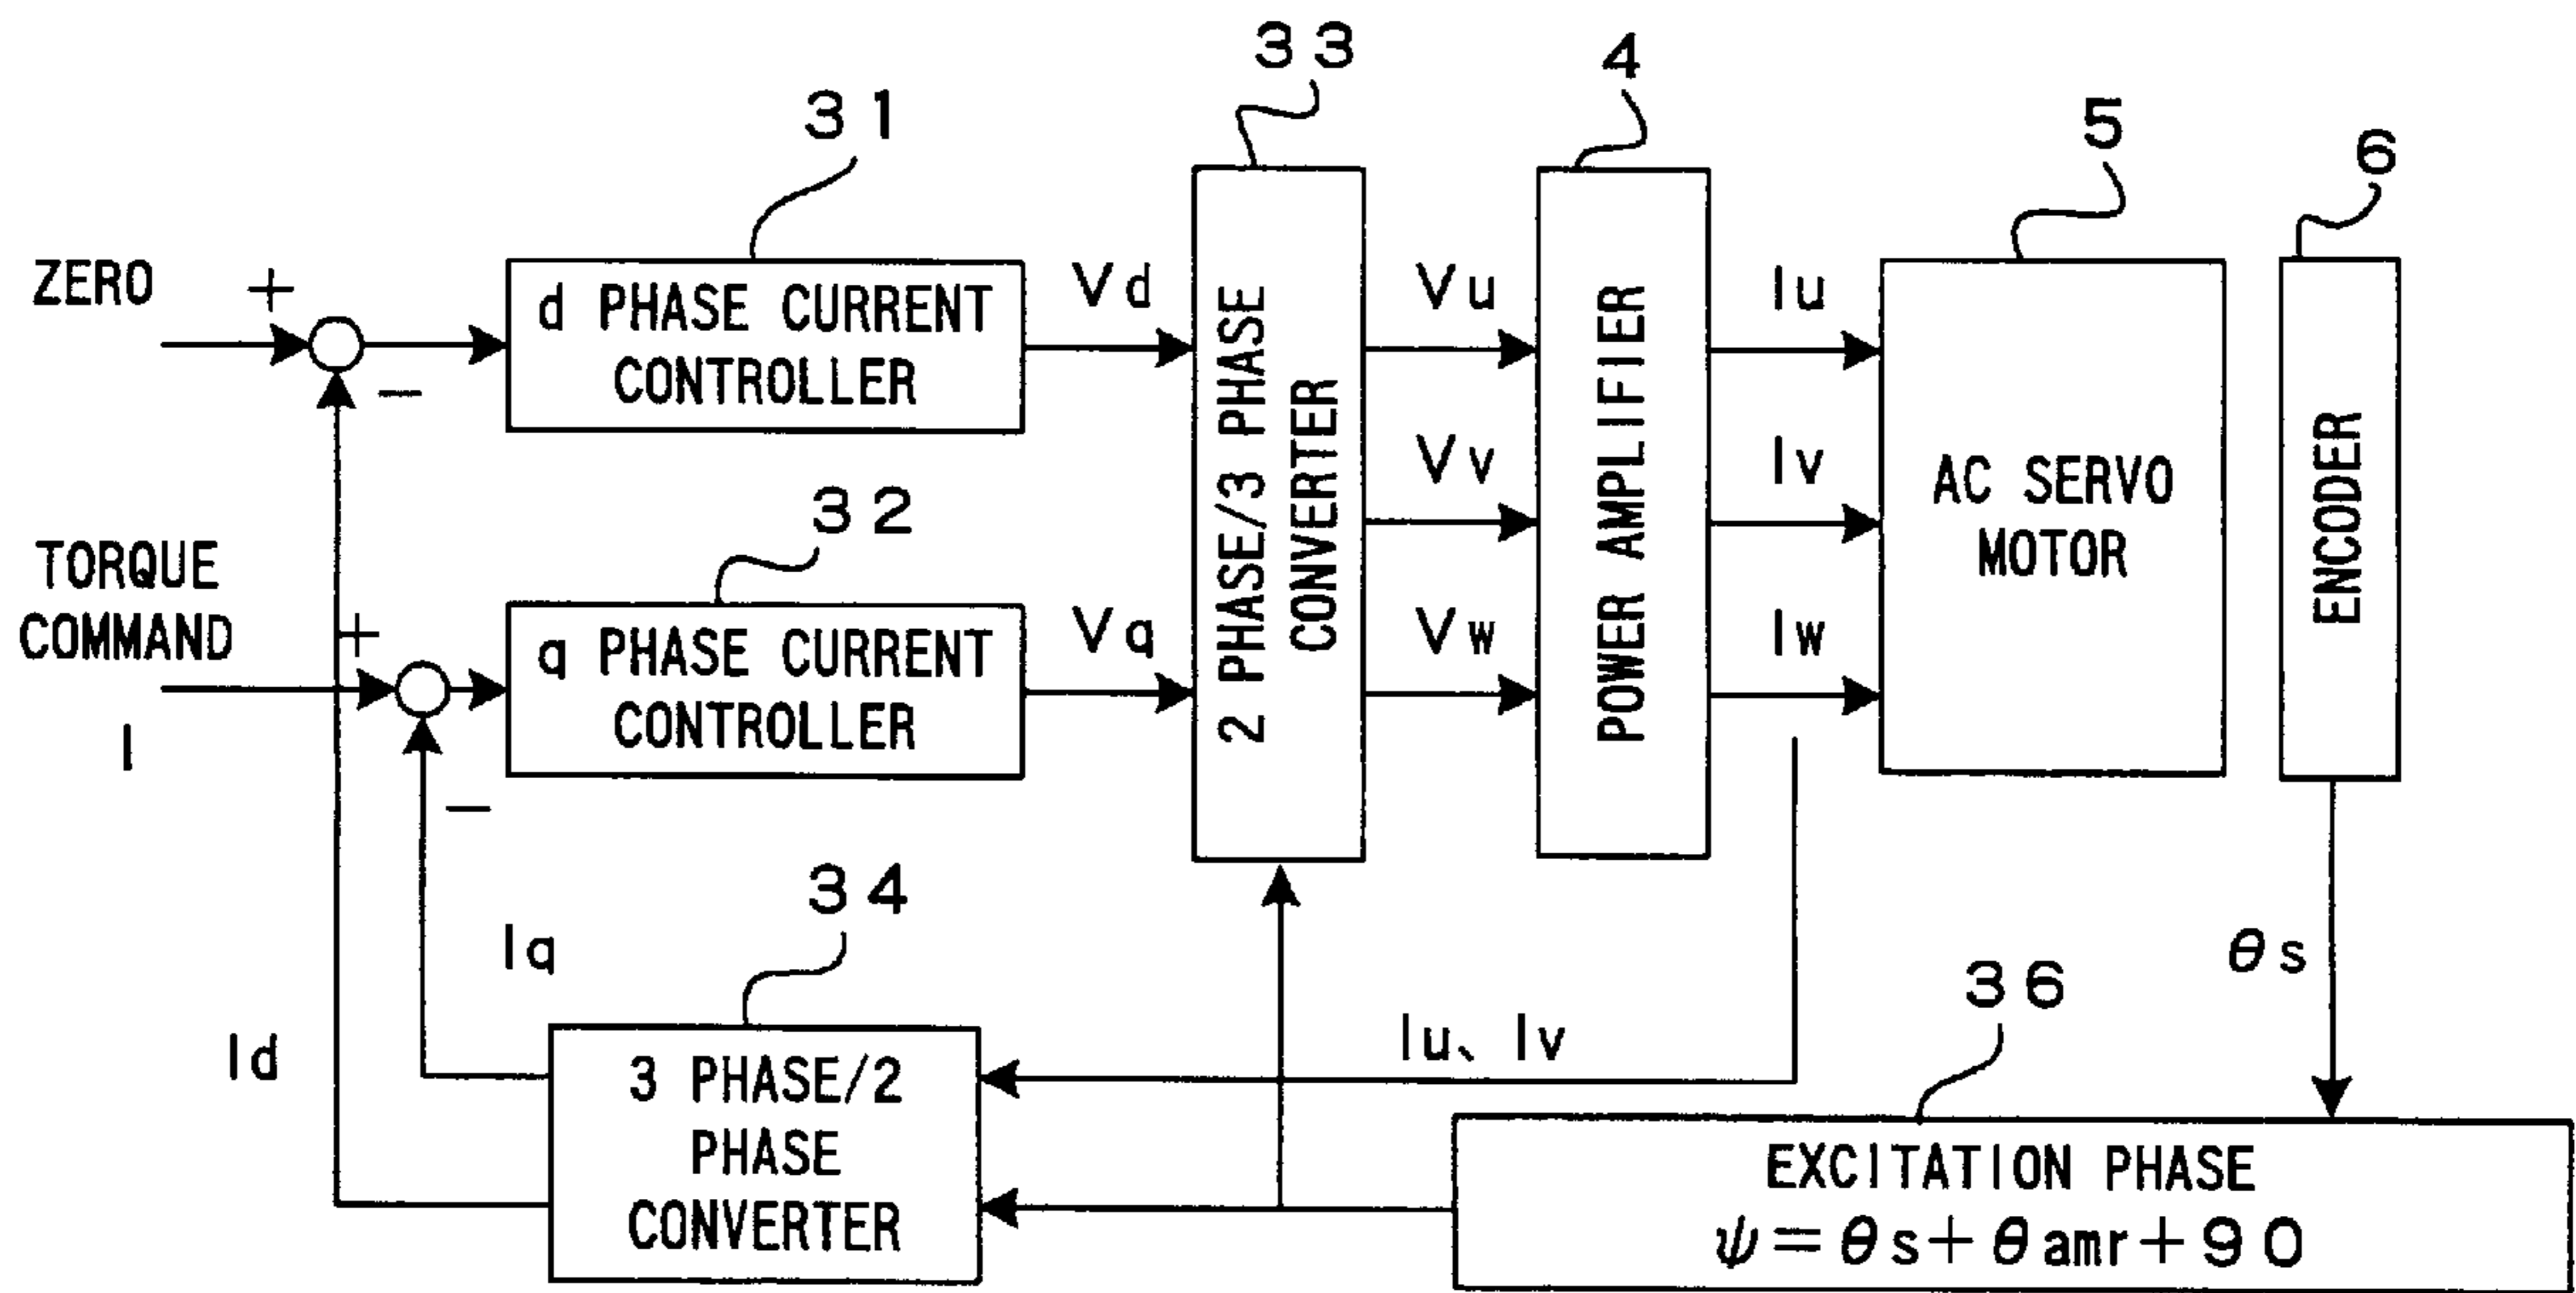 33
4
31
5
6
ZERO
+
d PHASE CURRENT
CONTROLLER
Vd
2 PHASE/3 PHASE
CONVERTER
Vu
POWER AMPLIFIER
Iu
AC SERVO
MOTOR
ENCODER
−
32
Vv
Iv
TORQUE
COMMAND
+
I
q PHASE CURRENT
CONTROLLER
Vq
Vw
Iw
−
34
Iq
Id
3 PHASE/2
PHASE
CONVERTER
Iu、Iv
θs
36
EXCITATION PHASE
ψ=θs+θamr+90